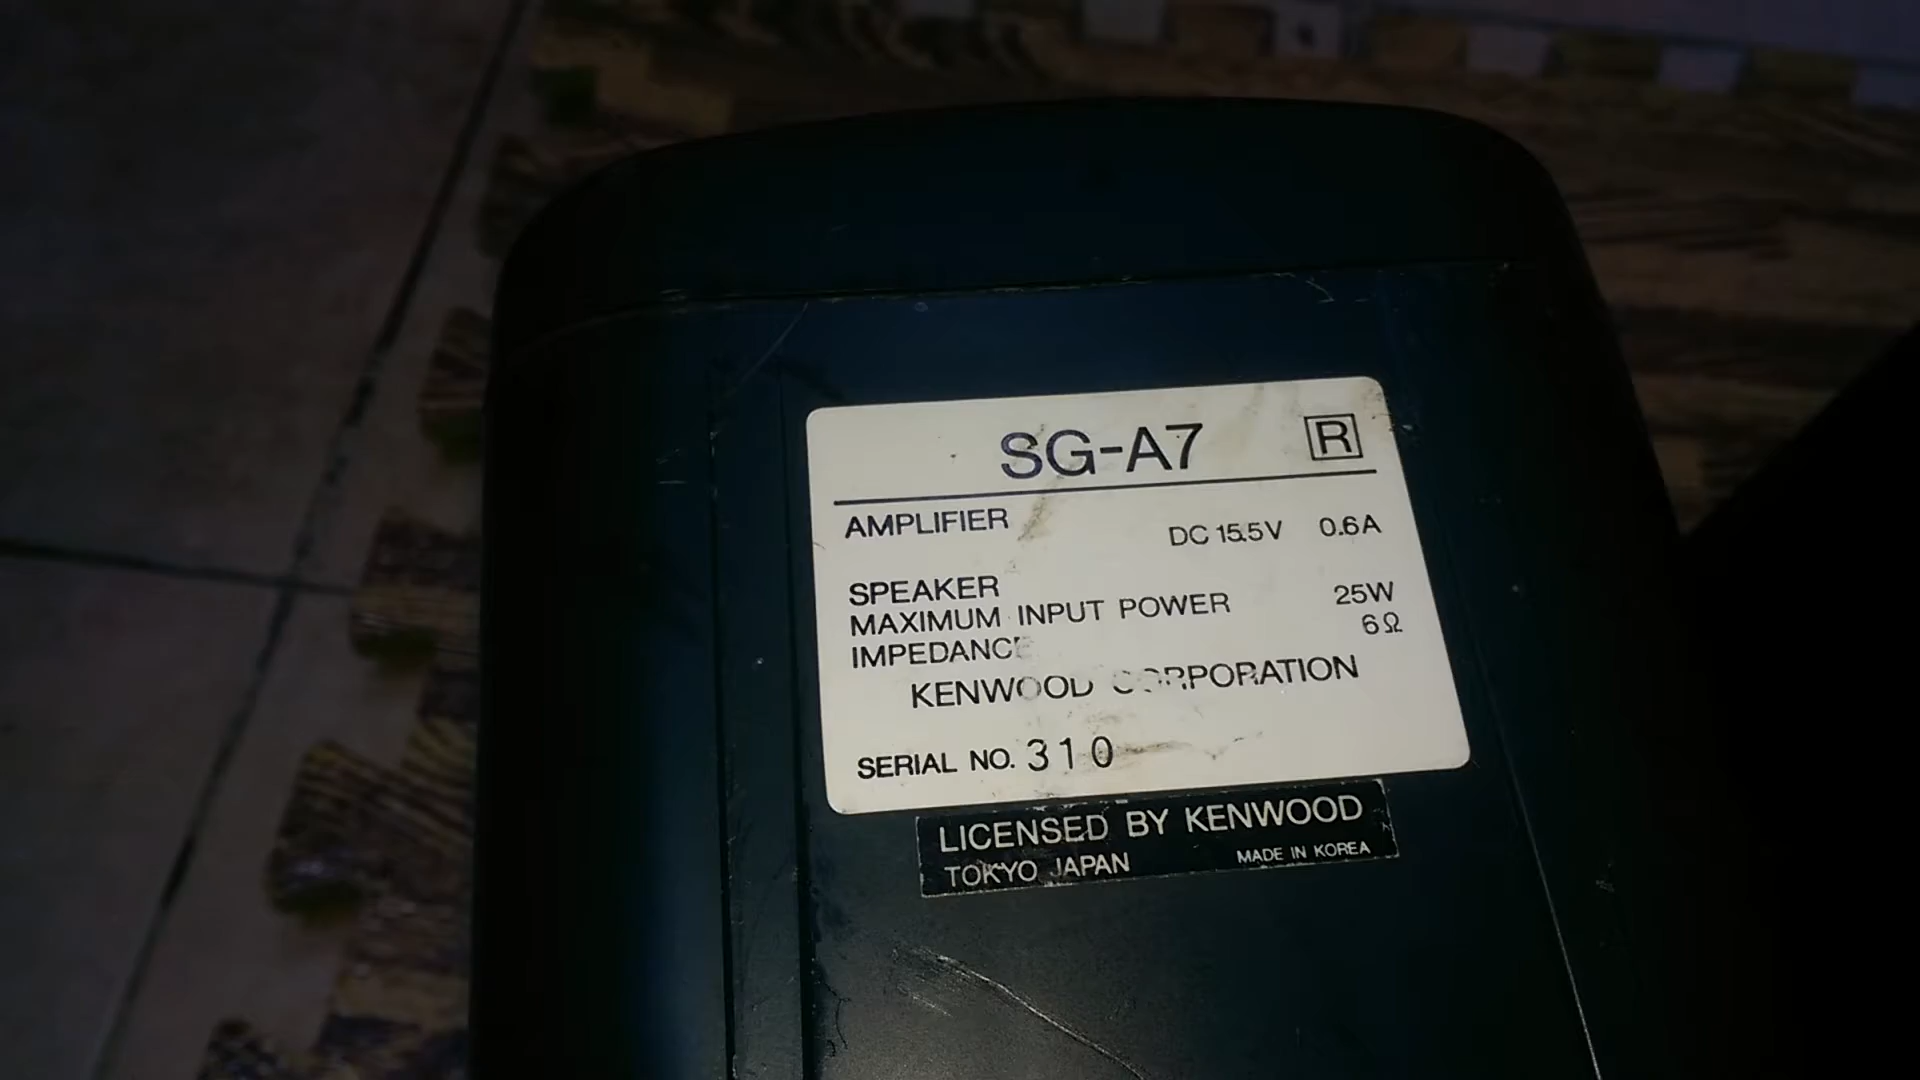 SG-A7 R
AMPLIFIER DC 15.5V 0.6A
SPEAKER
MAXIMUM INPUT POWER 25W
IMPEDANCE 6Ω
KENWOOD CORPORATION
SERIAL NO. 310
LICENSED BY KENWOOD
TOKYO JAPAN MADE IN KOREA